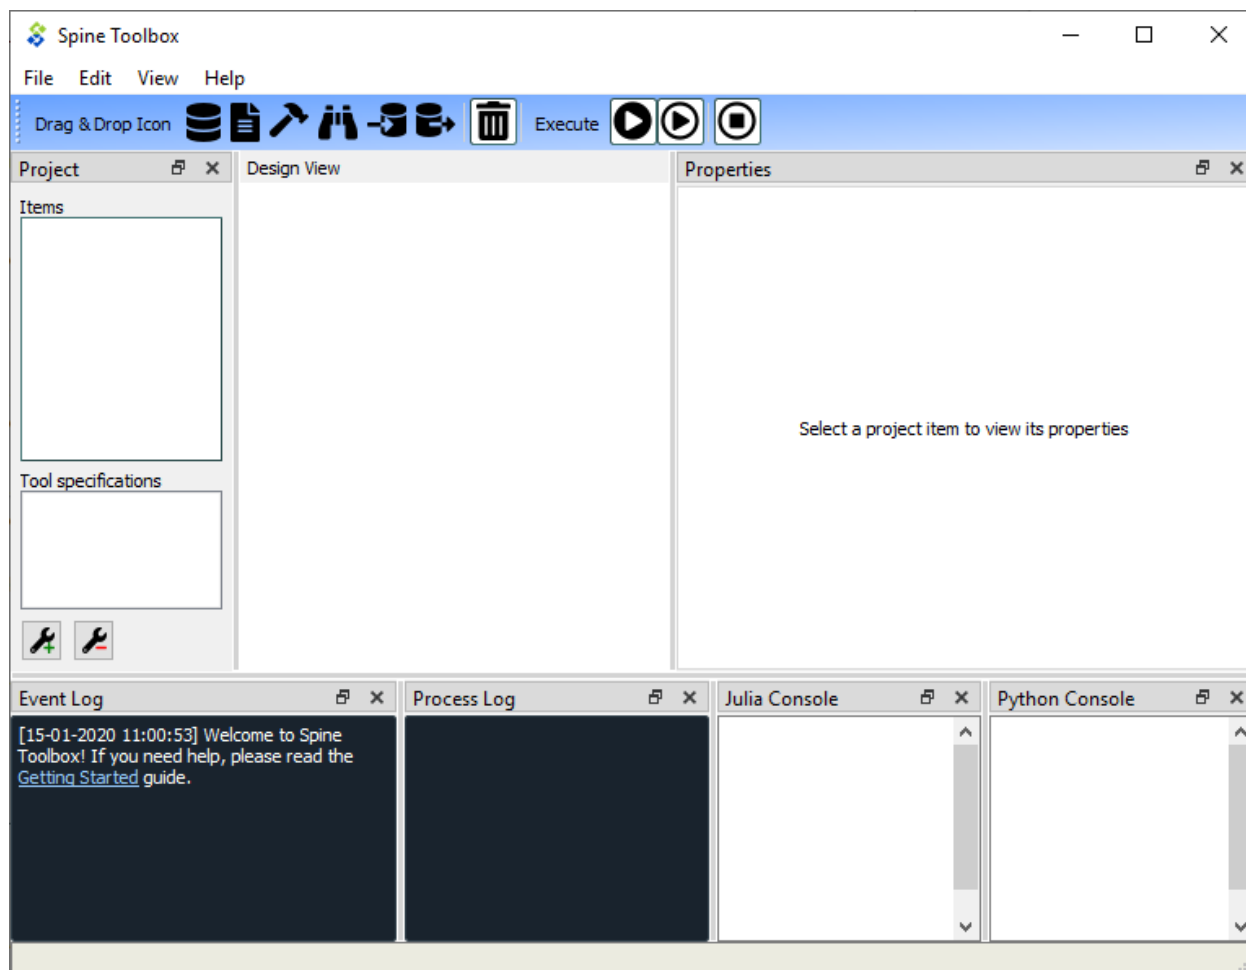 Spine Toolbox
File Edit View Help
Drag & Drop Icon Execute
Project
Design View
Properties
Items
Select a project item to view its properties
Tool specifications
Event Log
Process Log
Julia Console
Python Console
[15-01-2020 11:00:53] Welcome to Spine
Toolbox! If you need help, please read the
Getting Started guide.